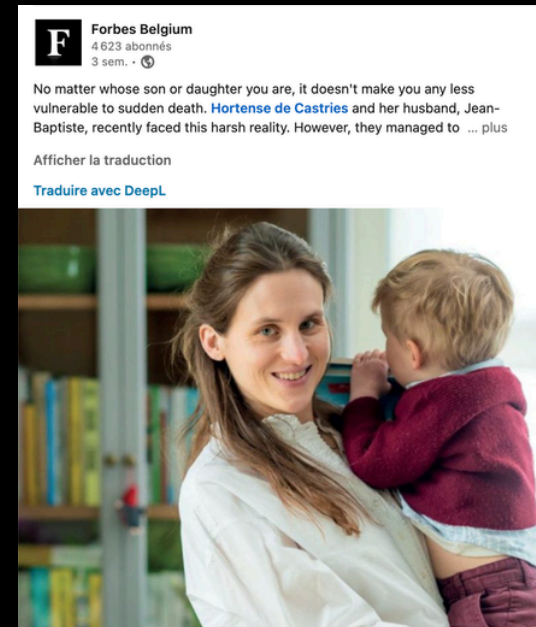 F
Forbes Belgium
4 623 abonnés
3 sem. •
No matter whose son or daughter you are, it doesn't make you any less
vulnerable to sudden death. Hortense de Castries and her husband, Jean-
Baptiste, recently faced this harsh reality. However, they managed to ... plus
Afficher la traduction
Traduire avec DeepL